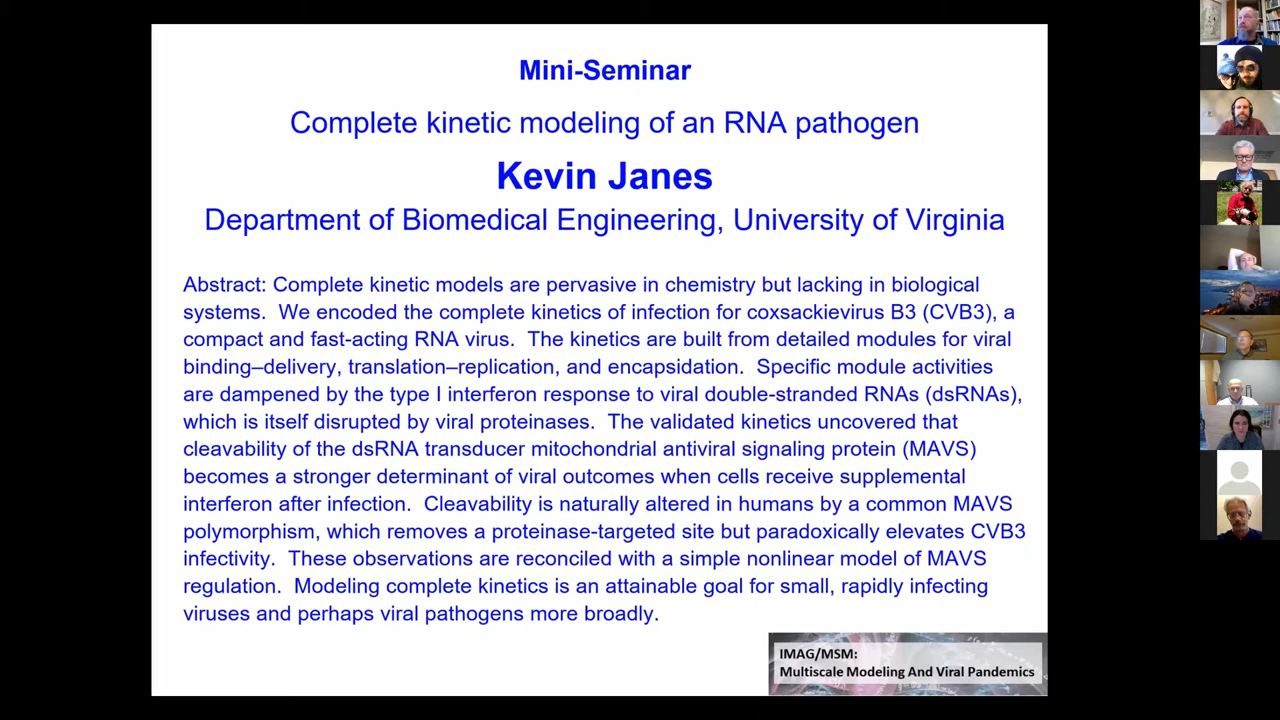 Mini-Seminar
Complete kinetic modeling of an RNA pathogen
Kevin Janes
Department of Biomedical Engineering, University of Virginia
Abstract: Complete kinetic models are pervasive in chemistry but lacking in biological
systems.  We encoded the complete kinetics of infection for coxsackievirus B3 (CVB3), a
compact and fast-acting RNA virus.  The kinetics are built from detailed modules for viral
binding–delivery, translation–replication, and encapsidation.  Specific module activities
are dampened by the type I interferon response to viral double-stranded RNAs (dsRNAs),
which is itself disrupted by viral proteinases.  The validated kinetics uncovered that
cleavability of the dsRNA transducer mitochondrial antiviral signaling protein (MAVS)
becomes a stronger determinant of viral outcomes when cells receive supplemental
interferon after infection.  Cleavability is naturally altered in humans by a common MAVS
polymorphism, which removes a proteinase-targeted site but paradoxically elevates CVB3
infectivity.  These observations are reconciled with a simple nonlinear model of MAVS
regulation.  Modeling complete kinetics is an attainable goal for small, rapidly infecting
viruses and perhaps viral pathogens more broadly.
IMAG/MSM:
Multiscale Modeling And Viral Pandemics